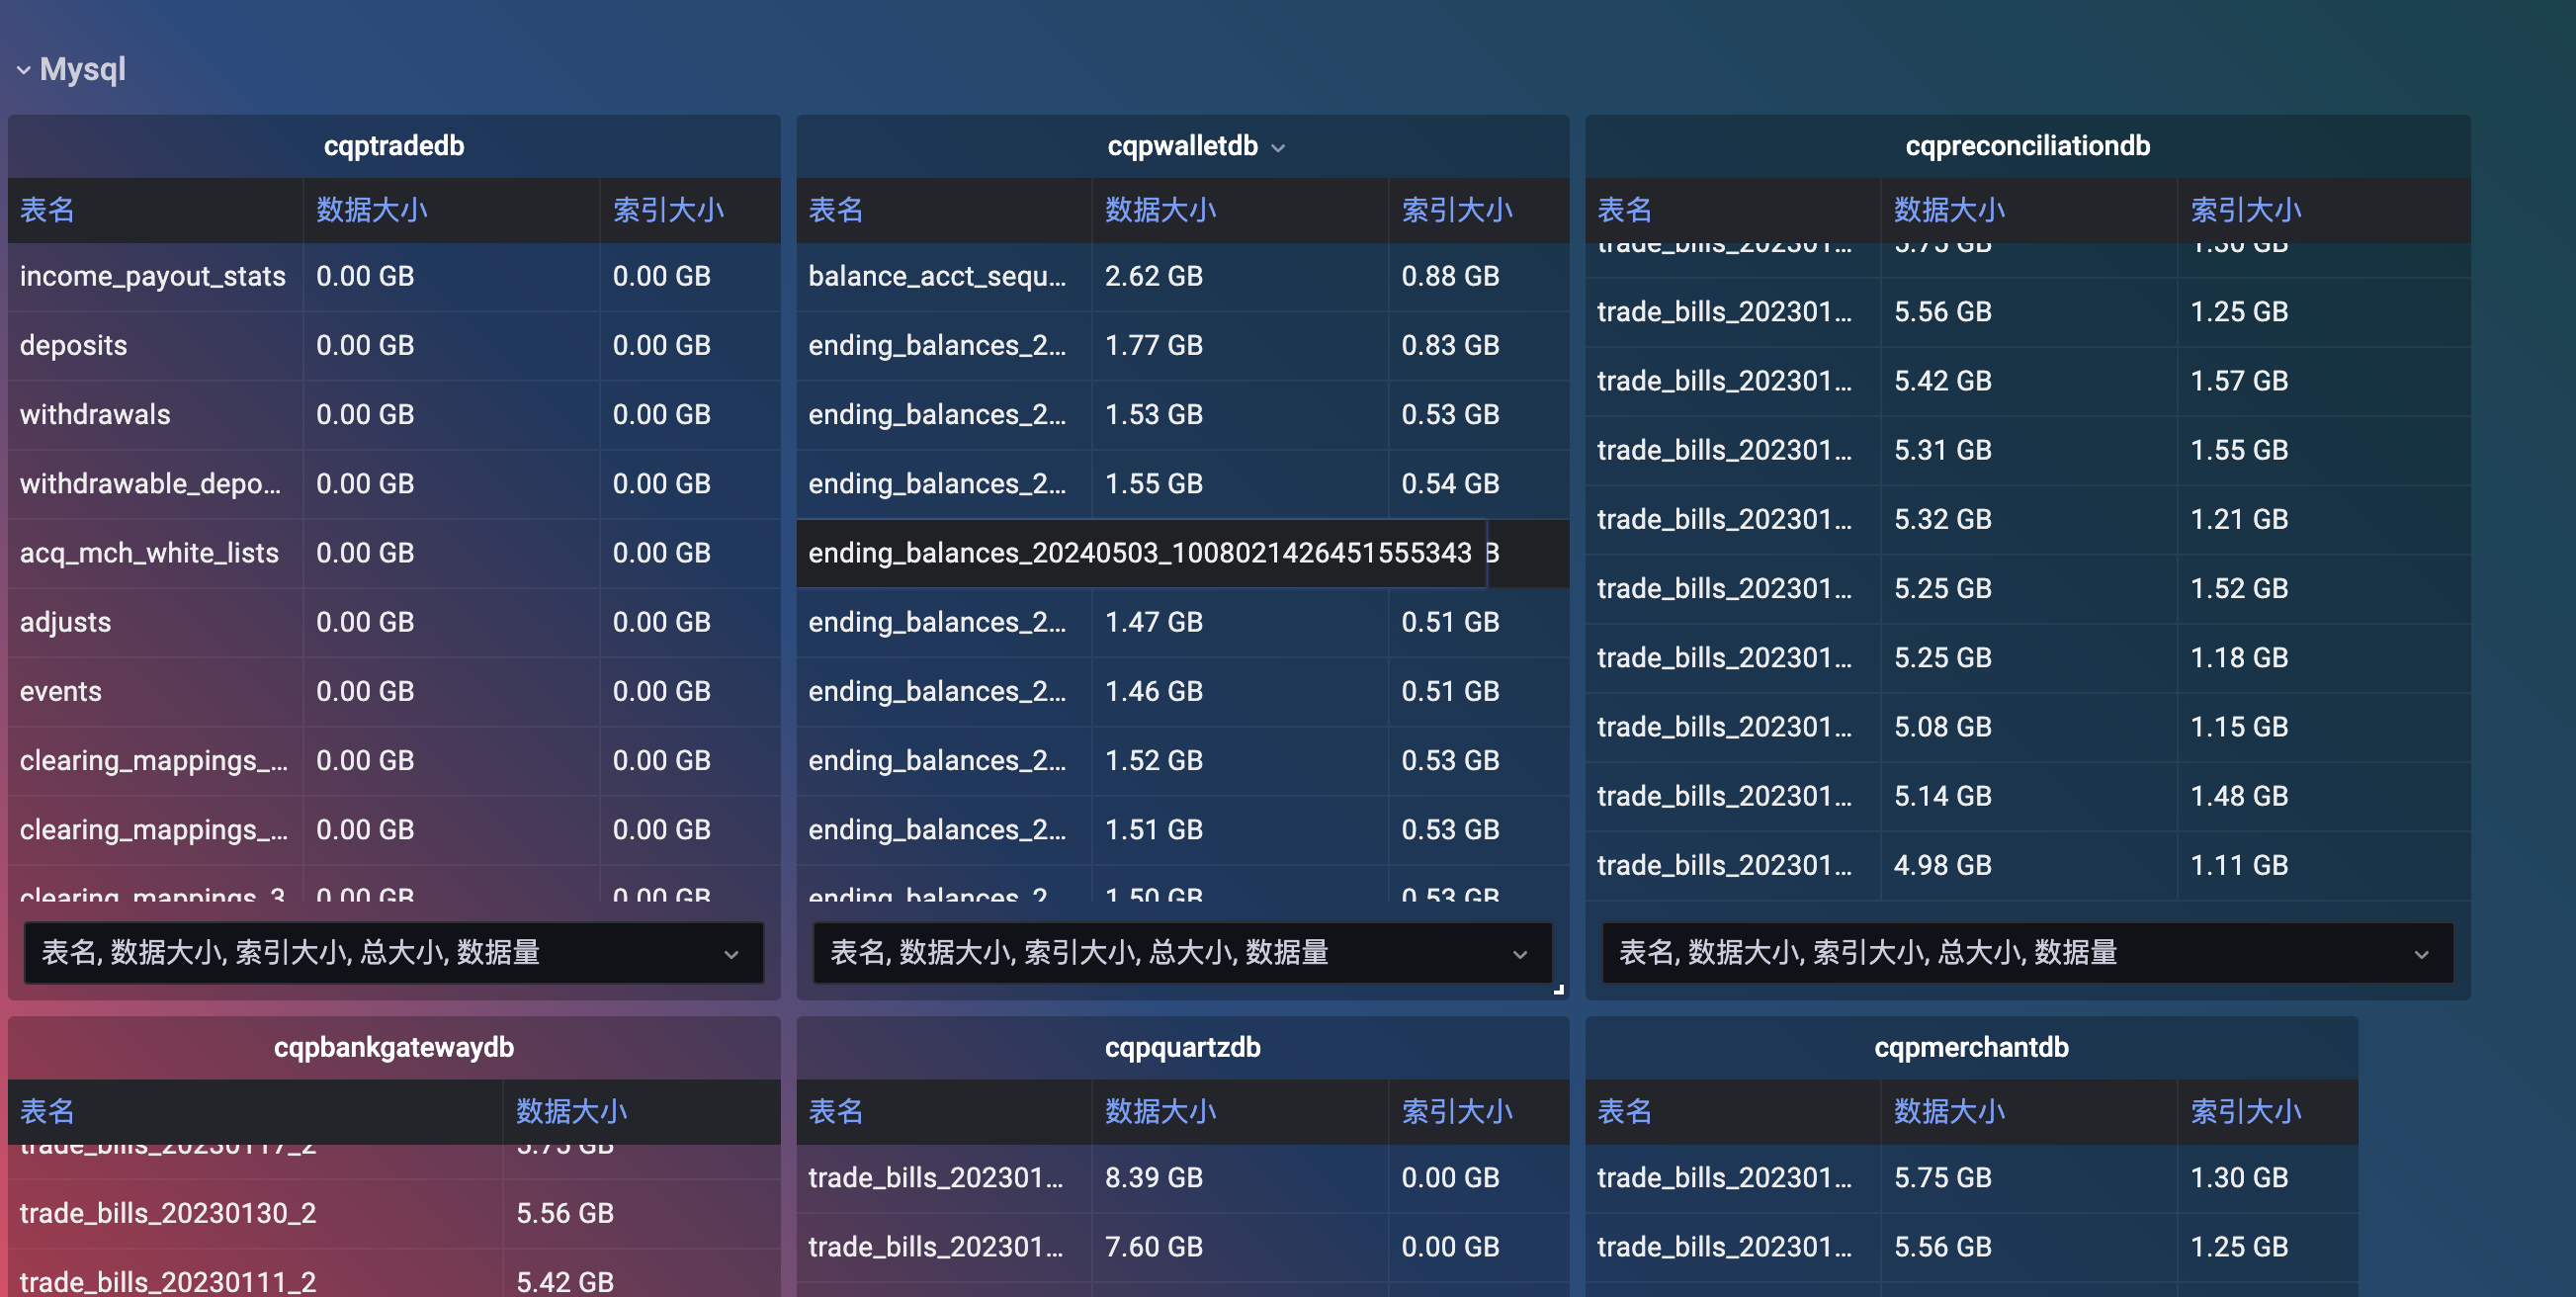 Mysql
cqptradedb
表名 数据大小 索引大小
income_payout_stats 0.00 GB 0.00 GB
deposits 0.00 GB 0.00 GB
withdrawals 0.00 GB 0.00 GB
withdrawable_depo... 0.00 GB 0.00 GB
acq_mch_white_lists 0.00 GB 0.00 GB
adjusts 0.00 GB 0.00 GB
events 0.00 GB 0.00 GB
clearing_mappings_... 0.00 GB 0.00 GB
clearing_mappings_... 0.00 GB 0.00 GB
clearing_mappings_3 0.00 GB 0.00 GB
表名, 数据大小, 索引大小, 总大小, 数据量
cqpwalletdb
表名 数据大小 索引大小
balance_acct_sequ... 2.62 GB 0.88 GB
ending_balances_2... 1.77 GB 0.83 GB
ending_balances_2... 1.53 GB 0.53 GB
ending_balances_2... 1.55 GB 0.54 GB
ending_balances_20240503_1008021426451555343 B
ending_balances_2... 1.47 GB 0.51 GB
ending_balances_2... 1.46 GB 0.51 GB
ending_balances_2... 1.52 GB 0.53 GB
ending_balances_2... 1.51 GB 0.53 GB
ending_balances_2 1.50 GB 0.53 GB
表名, 数据大小, 索引大小, 总大小, 数据量
cqpreconciliationdb
表名 数据大小 索引大小
trade_bills_202301... 5.75 GB 1.30 GB
trade_bills_202301... 5.56 GB 1.25 GB
trade_bills_202301... 5.42 GB 1.57 GB
trade_bills_202301... 5.31 GB 1.55 GB
trade_bills_202301... 5.32 GB 1.21 GB
trade_bills_202301... 5.25 GB 1.52 GB
trade_bills_202301... 5.25 GB 1.18 GB
trade_bills_202301... 5.08 GB 1.15 GB
trade_bills_202301... 5.14 GB 1.48 GB
trade_bills_202301... 4.98 GB 1.11 GB
表名, 数据大小, 索引大小, 总大小, 数据量
cqpbankgatewaydb
表名 数据大小
trade_bills_20230117_2 5.75 GB
trade_bills_20230130_2 5.56 GB
trade_bills_20230111_2 5.42 GB
cqpquartzdb
表名 数据大小 索引大小
trade_bills_202301... 8.39 GB 0.00 GB
trade_bills_202301... 7.60 GB 0.00 GB
cqpmerchantdb
表名 数据大小 索引大小
trade_bills_202301... 5.75 GB 1.30 GB
trade_bills_202301... 5.56 GB 1.25 GB